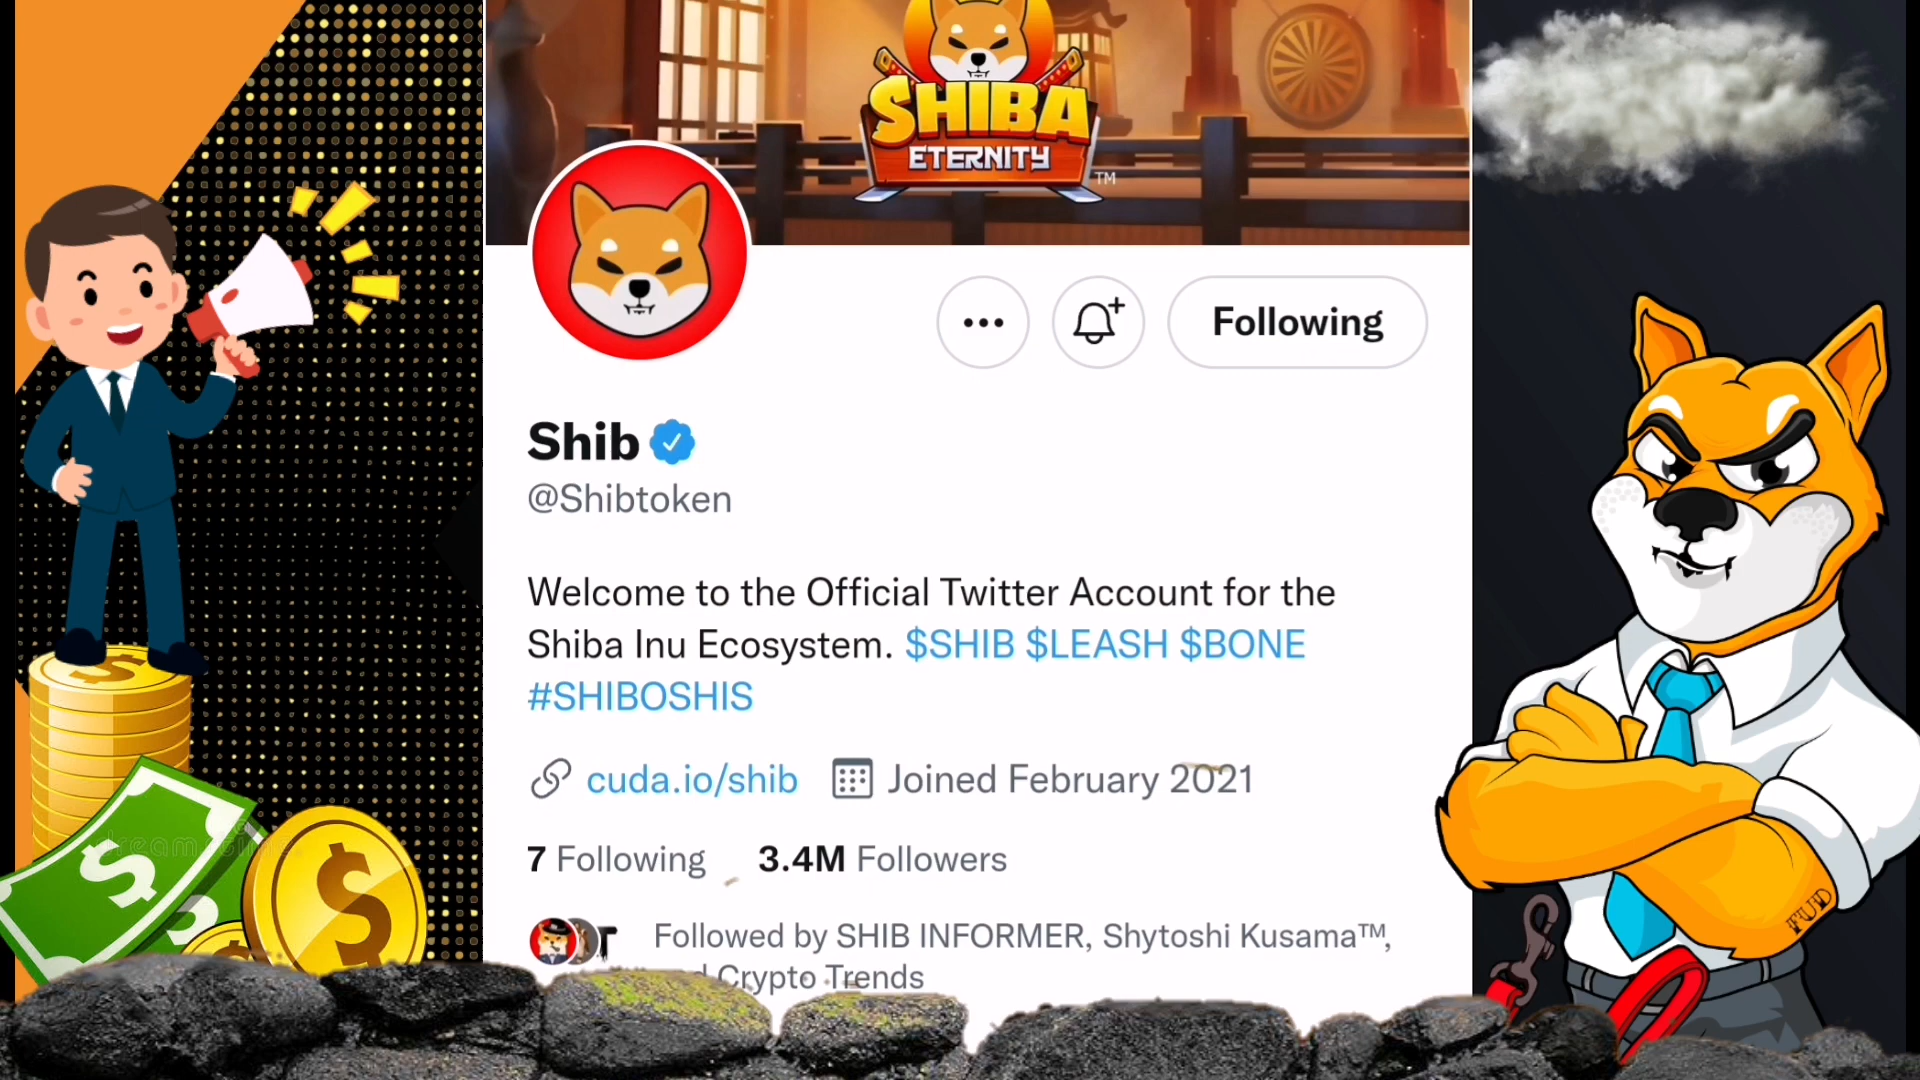 SHIBA
ETERNITY
TM
Following
Shib
@Shibtoken
Welcome to the Official Twitter Account for the
Shiba Inu Ecosystem. $SHIB $LEASH $BONE
#SHIBOSHIS
cuda.io/shib Joined February 2021
7 Following 3.4M Followers
Followed by SHIB INFORMER, Shytoshi Kusama™,
Crypto Trends
$
$
$
FUD